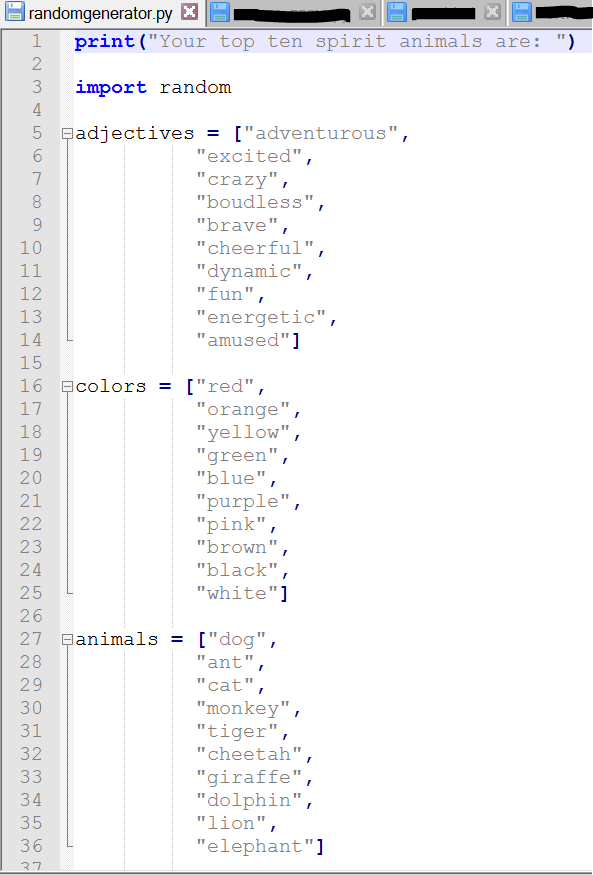 randomgenerator.py
1 print("Your top ten spirit animals are: ")
2
3 import random
4
5 adjectives = ["adventurous",
6 "excited",
7 "crazy",
8 "boudless",
9 "brave",
10 "cheerful",
11 "dynamic",
12 "fun",
13 "energetic",
14 "amused"]
15
16 colors = ["red",
17 "orange",
18 "yellow",
19 "green",
20 "blue",
21 "purple",
22 "pink",
23 "brown",
24 "black",
25 "white"]
26
27 animals = ["dog",
28 "ant",
29 "cat",
30 "monkey",
31 "tiger",
32 "cheetah",
33 "giraffe",
34 "dolphin",
35 "lion",
36 "elephant"]
37